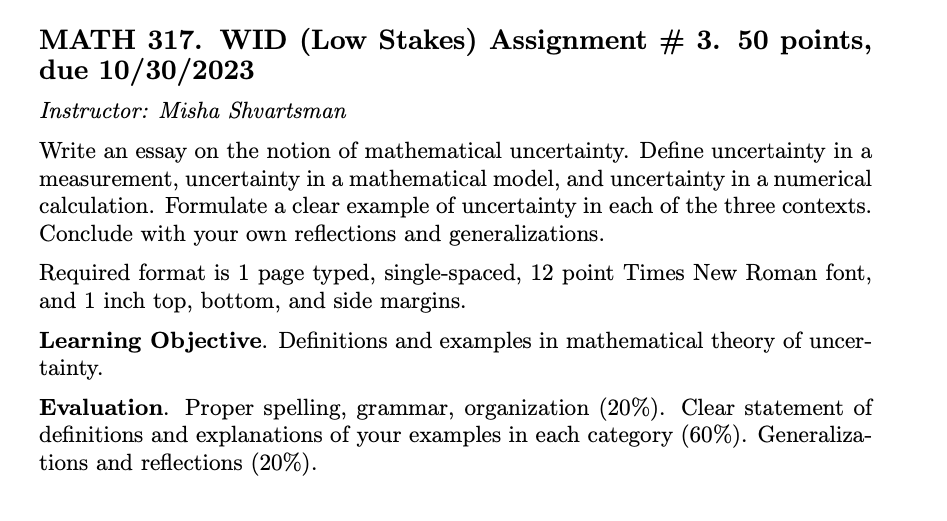 MATH 317. WID (Low Stakes) Assignment # 3. 50 points,
due 10/30/2023
Instructor: Misha Shvartsman
Write an essay on the notion of mathematical uncertainty. Define uncertainty in a
measurement, uncertainty in a mathematical model, and uncertainty in a numerical
calculation. Formulate a clear example of uncertainty in each of the three contexts.
Conclude with your own reflections and generalizations.
Required format is 1 page typed, single-spaced, 12 point Times New Roman font,
and 1 inch top, bottom, and side margins.
Learning Objective. Definitions and examples in mathematical theory of uncer-
tainty.
Evaluation. Proper spelling, grammar, organization (20%). Clear statement of
definitions and explanations of your examples in each category (60%). Generaliza-
tions and reflections (20%).